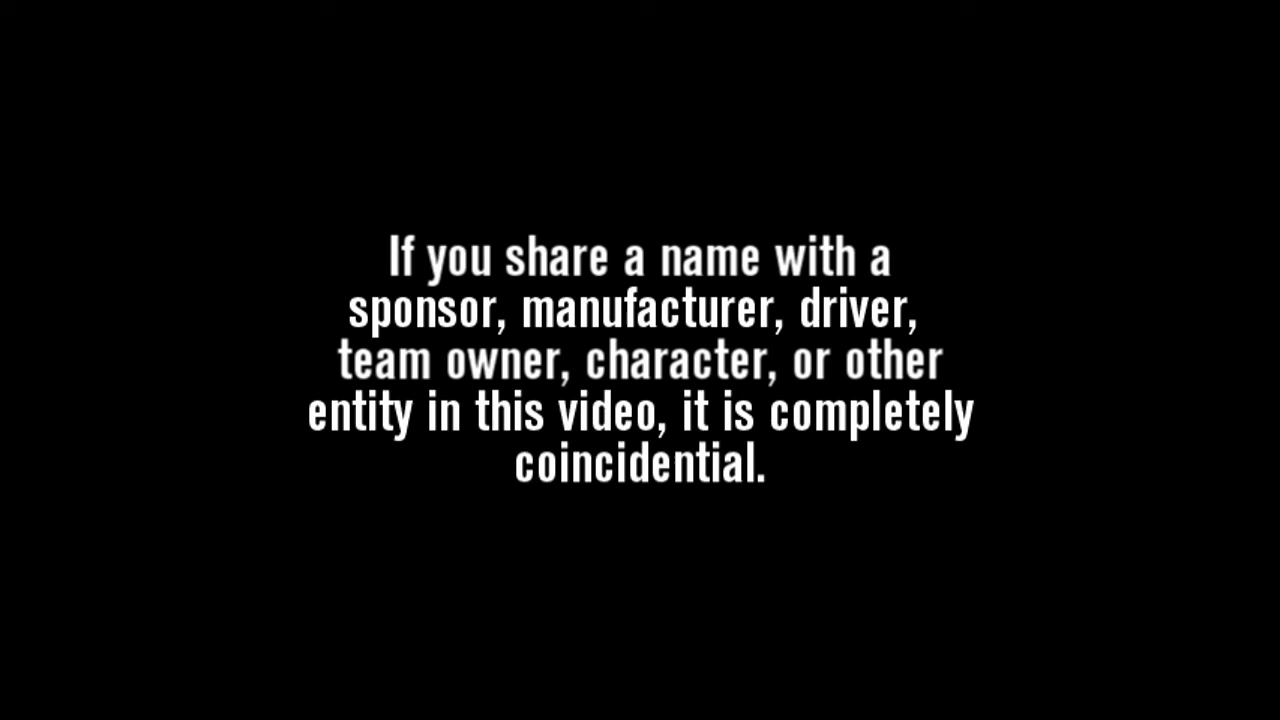 If you share a name with a
sponsor, manufacturer, driver,
team owner, character, or other
entity in this video, it is completely
coincidential.